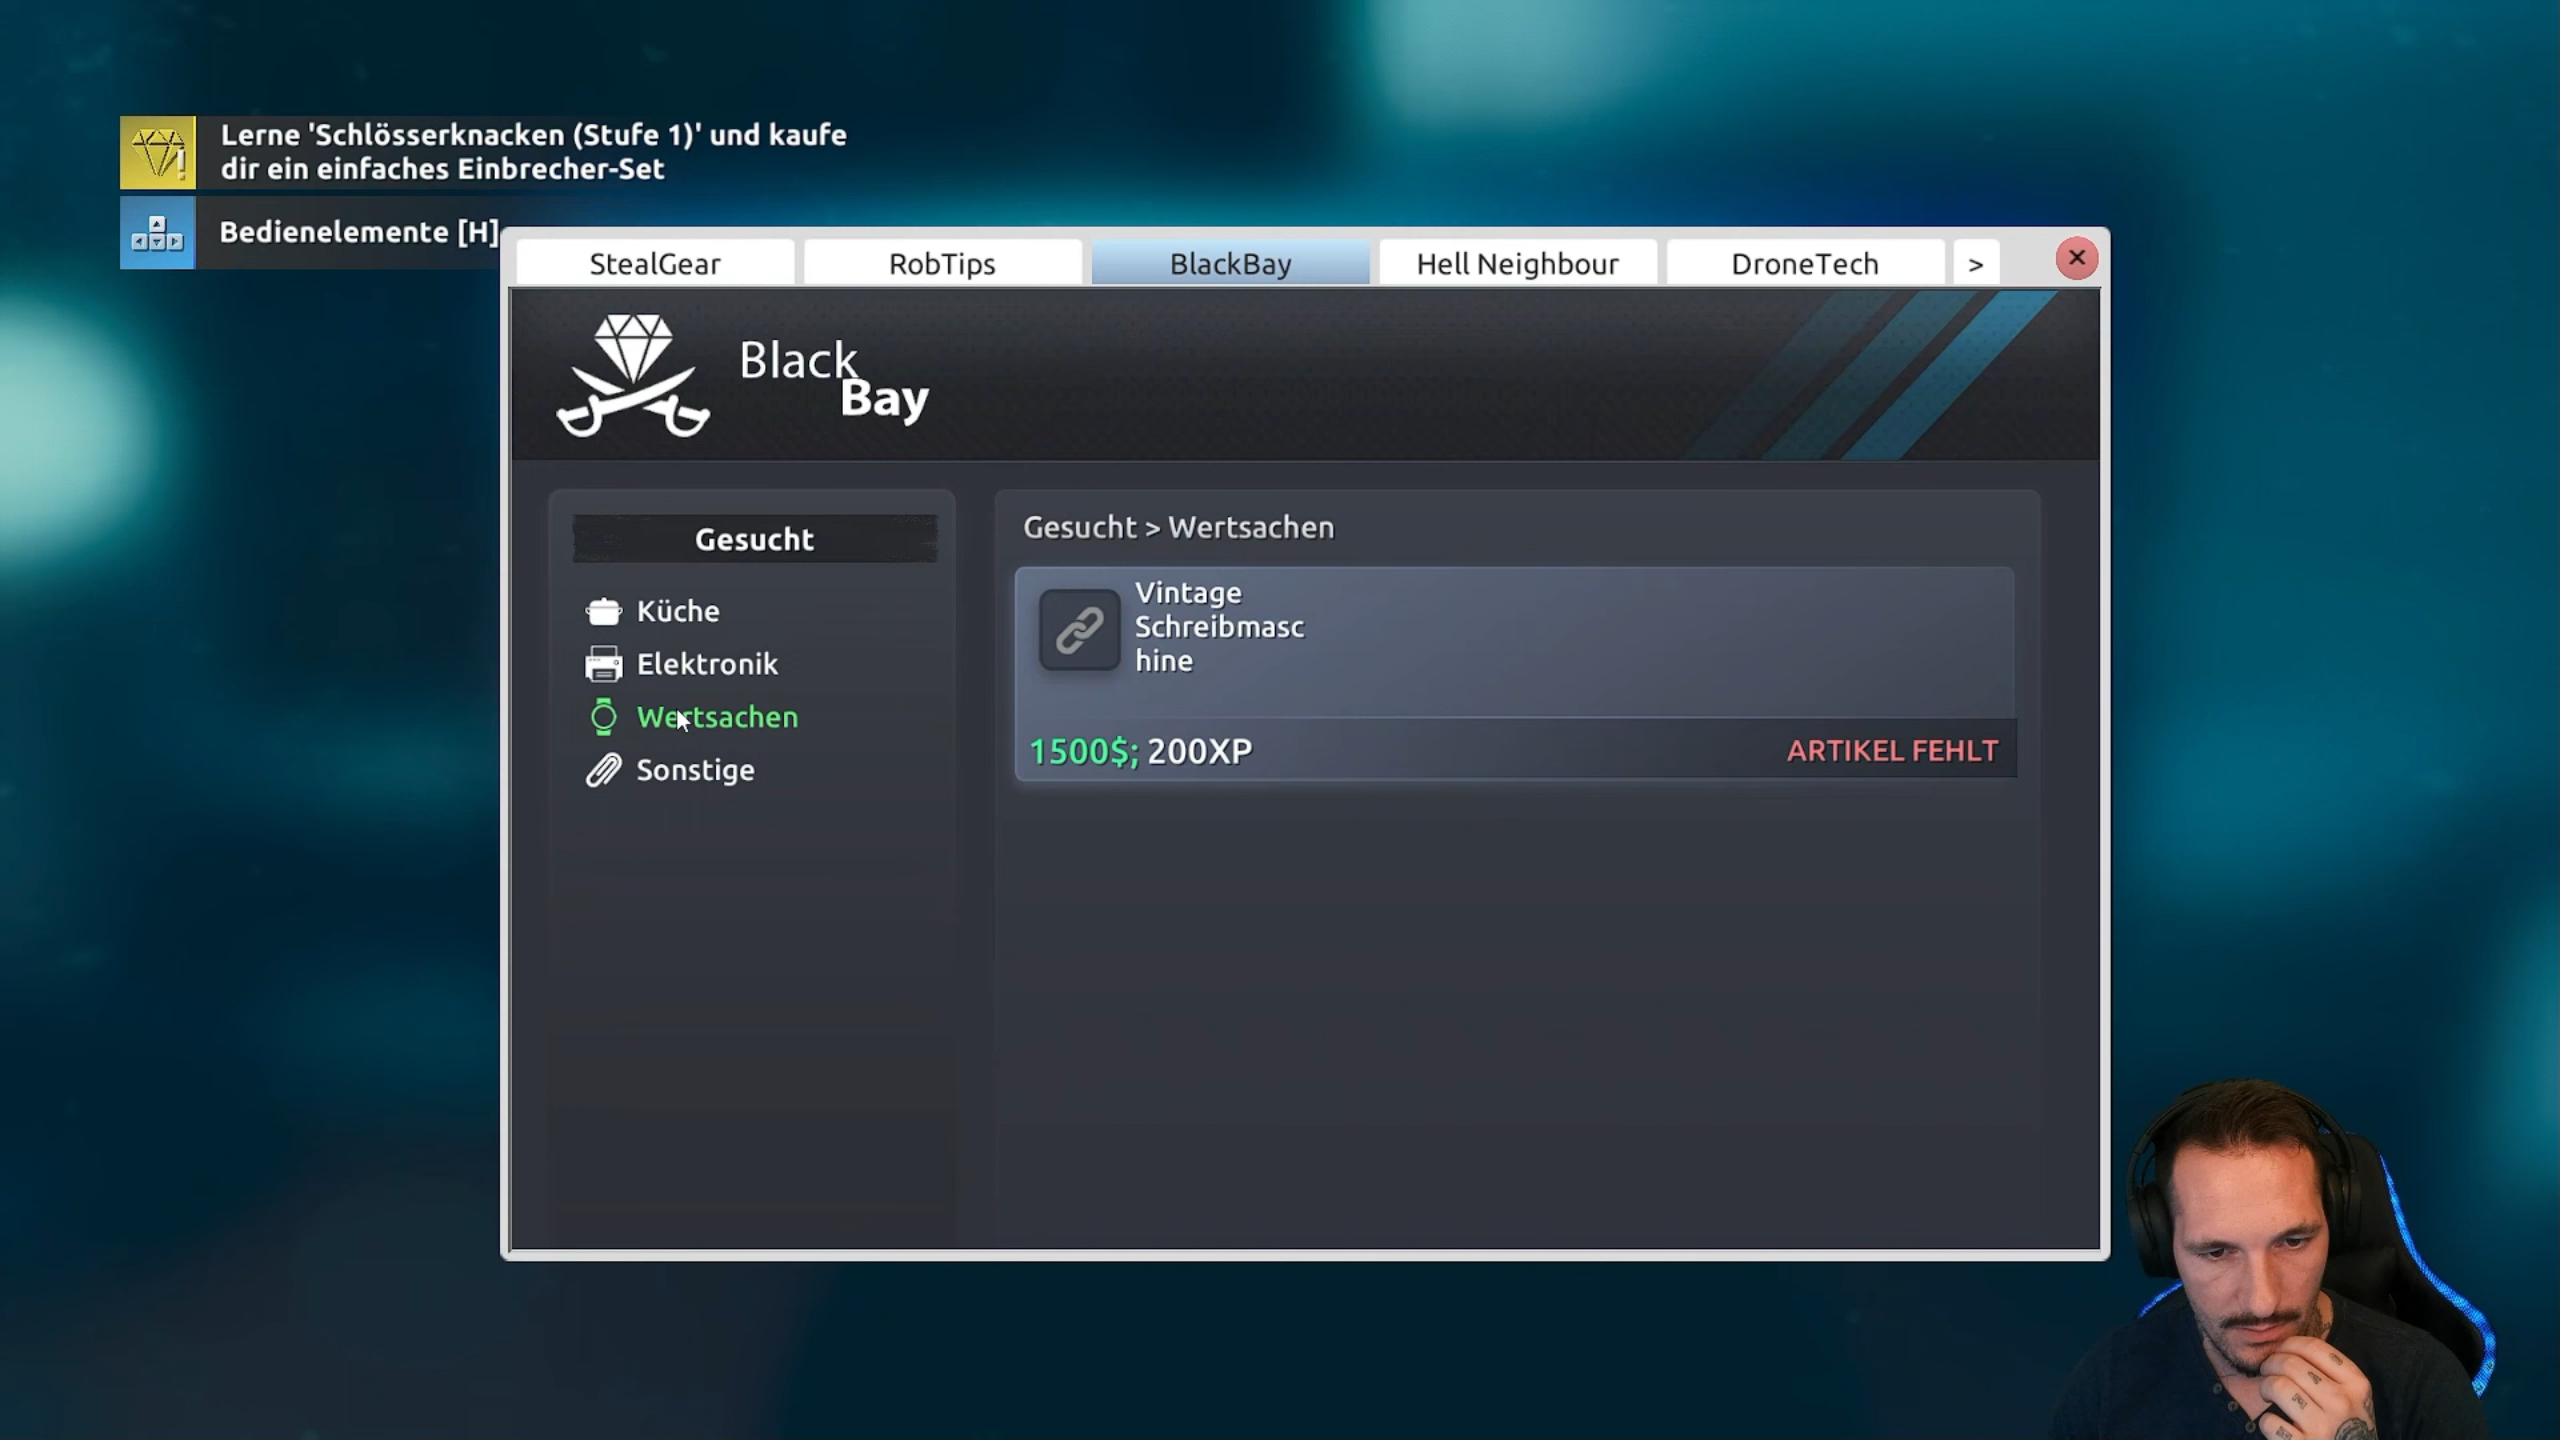 Lerne 'Schlösserknacken (Stufe 1)' und kaufe
dir ein einfaches Einbrecher-Set
Bedienelemente [H]
StealGear
RobTips
BlackBay
Hell Neighbour
DroneTech
>
Black
Bay
Gesucht
Küche
Elektronik
Wertsachen
Sonstige
Gesucht > Wertsachen
Vintage
Schreibmasc
hine
1500$; 200XP
ARTIKEL FEHLT